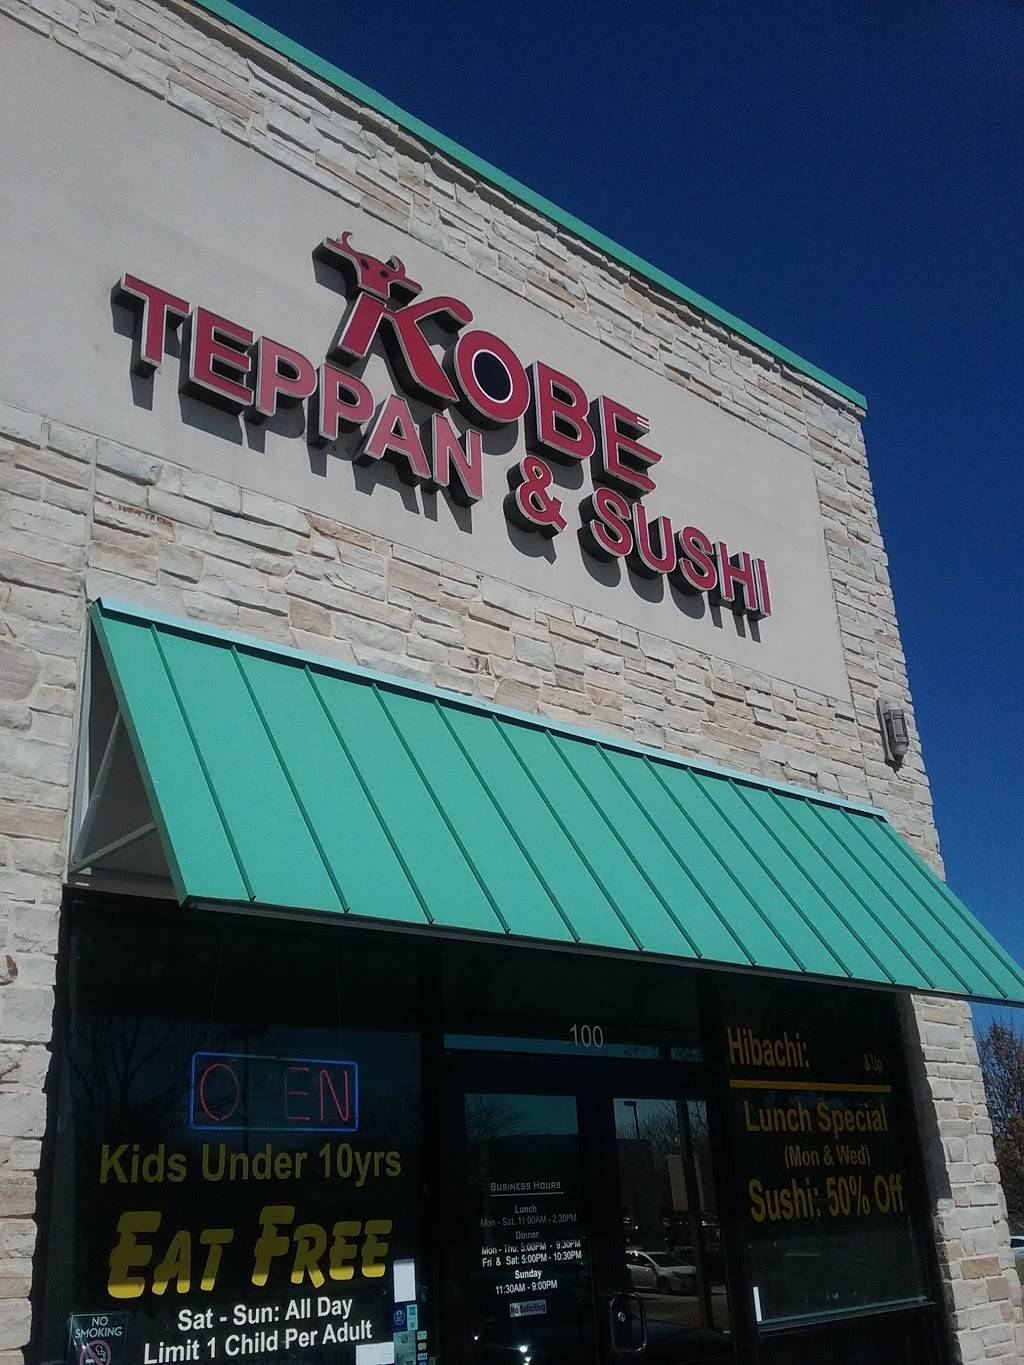 KOBE
TEPPAN & SUSHI
100
O EN
Kids Under 10yrs
EAT FREE
Sat - Sun: All Day
Limit 1 Child Per Adult
NO
SMOKING
BUSINESS HOURS
Lunch
Mon - Sat: 11:00AM - 2:30PM
Dinner
Mon - Thu: 5:00PM - 9:30PM
Fri & Sat: 5:00PM - 10:30PM
Sunday
11:30AM - 9:00PM
No Soliciting
Hibachi: & Up
Lunch Special
(Mon & Wed)
Sushi: 50% Off